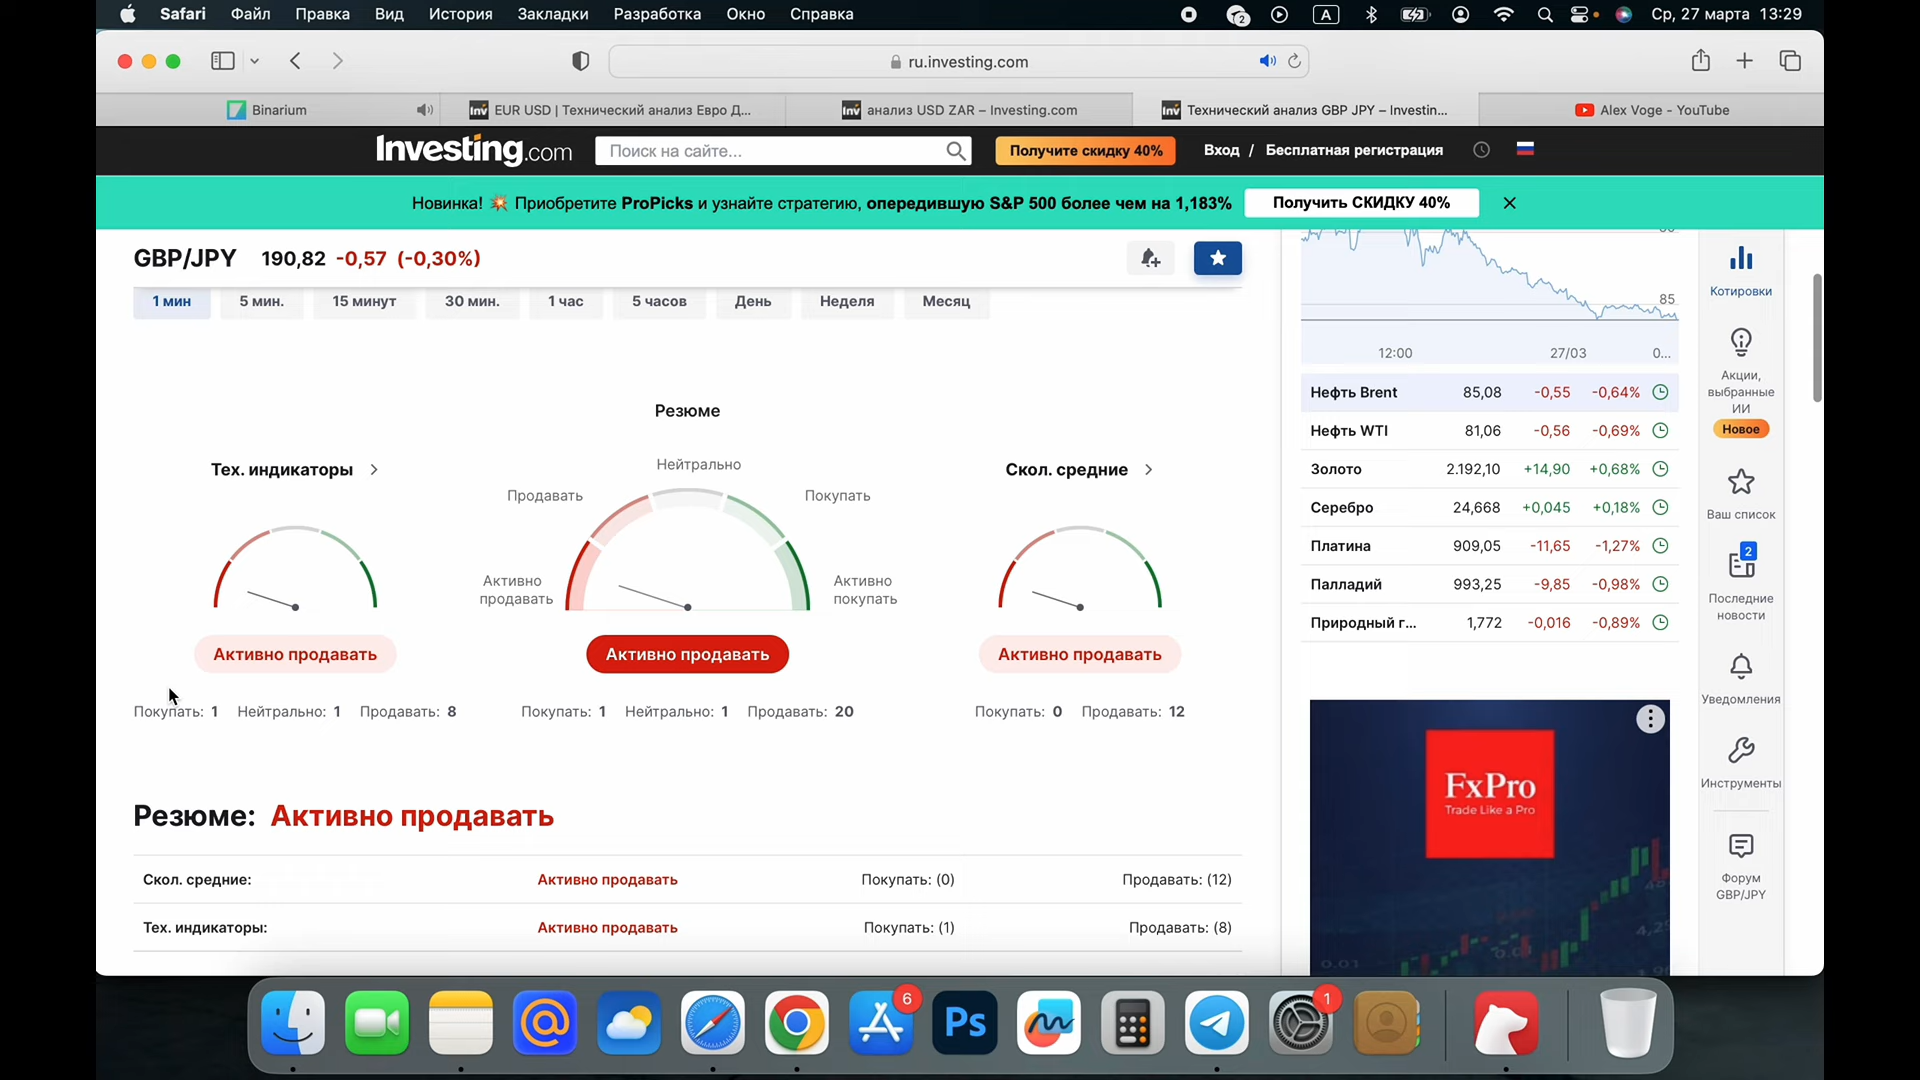 Safari Файл Правка Вид История Закладки Разработка Окно Справка
2 A Ср, 27 марта 13:29
ru.investing.com
Binarium
Inv EUR USD | Технический анализ Евро Д...
Inv анализ USD ZAR – Investing.com
Inv Технический анализ GBP JPY – Investin...
Alex Voge - YouTube
Investing.com
Поиск на сайте...
Получите скидку 40%
Вход / Бесплатная регистрация
Новинка! 💥 Приобретите ProPicks и узнайте стратегию, опередившую S&P 500 более чем на 1,183%
Получить СКИДКУ 40%
GBP/JPY 190,82 -0,57 (-0,30%)
1 мин 5 мин. 15 минут 30 мин. 1 час 5 часов День Неделя Месяц
Резюме
Тех. индикаторы
Активно продавать
Покупать: 1 Нейтрально: 1 Продавать: 8
Нейтрально
Продавать
Покупать
Активно
продавать
Активно
покупать
Активно продавать
Покупать: 1 Нейтрально: 1 Продавать: 20
Скол. средние
Активно продавать
Покупать: 0 Продавать: 12
Резюме: Активно продавать
Скол. средние: Активно продавать Покупать: (0) Продавать: (12)
Тех. индикаторы: Активно продавать Покупать: (1) Продавать: (8)
85
12:00 27/03 0...
Нефть Brent 85,08 -0,55 -0,64%
Нефть WTI 81,06 -0,56 -0,69%
Золото 2.192,10 +14,90 +0,68%
Серебро 24,668 +0,045 +0,18%
Платина 909,05 -11,65 -1,27%
Палладий 993,25 -9,85 -0,98%
Природный г... 1,772 -0,016 -0,89%
FxPro
Trade Like a Pro
0.01
Котировки
Акции,
выбранные
ИИ
Новое
Ваш список
2
Последние
новости
Уведомления
Инструменты
Форум
GBP/JPY
6
Ps
1